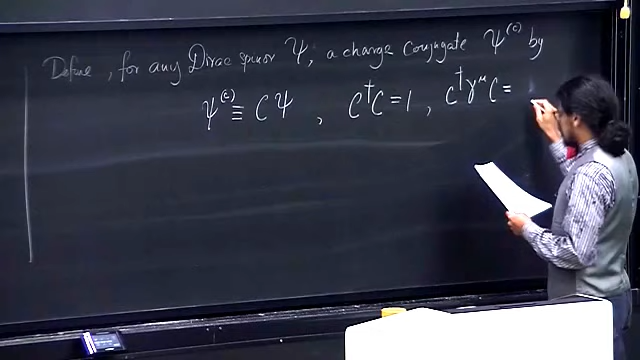 Define, for any Dirac spinor Ψ, a charge conjugate Ψ^(c) by
Ψ^(c) ≡ CΨ , C†C = 1 , C†γ^μ C =